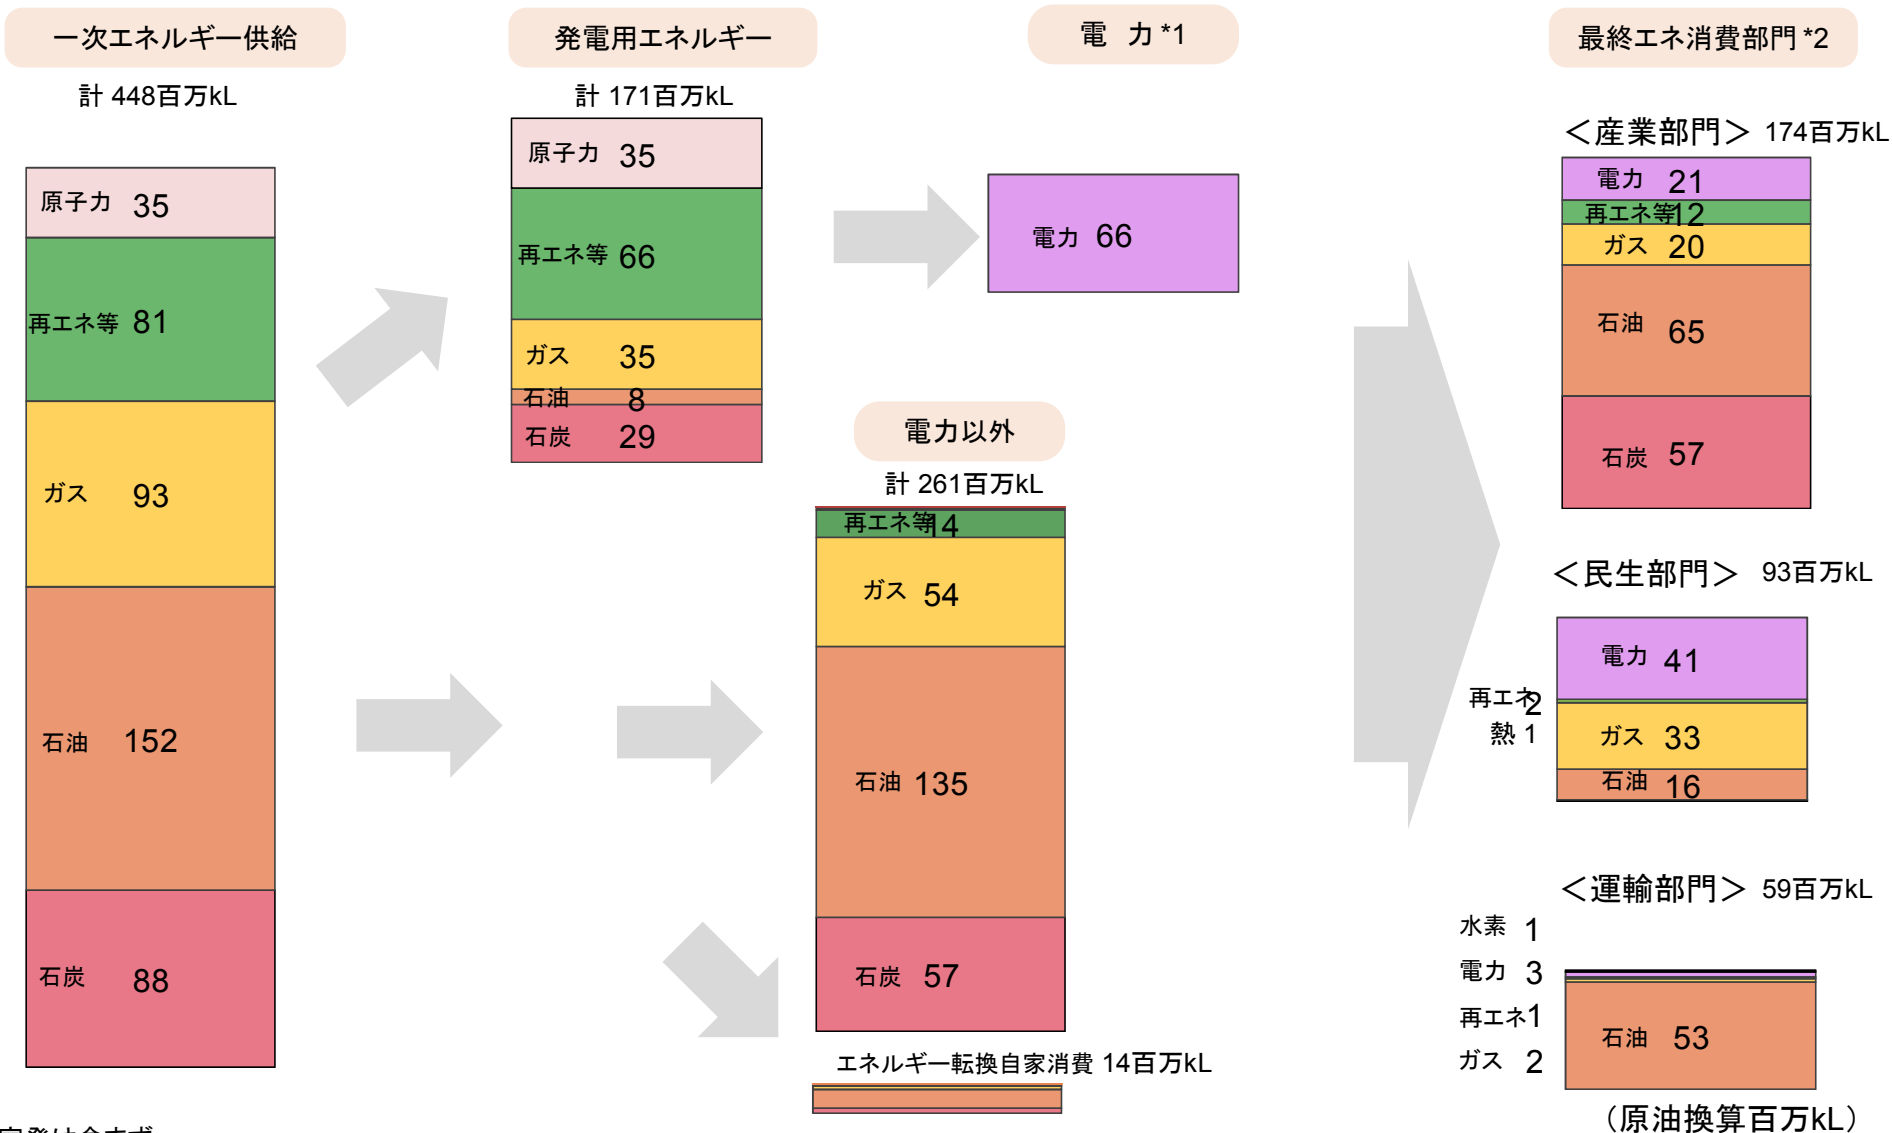 一次エネルギー供給
計 448百万kL
原子力 35
再エネ等 81
ガス 93
石油 152
石炭 88
発電用エネルギー
計 171百万kL
原子力 35
再エネ等 66
ガス 35
石油 8
石炭 29
電 力 *1
電力 66
電力以外
計 261百万kL
再エネ等 14
ガス 54
石油 135
石炭 57
エネルギー転換自家消費 14百万kL
最終エネ消費部門 *2
＜産業部門＞ 174百万kL
電力 21
再エネ等 12
ガス 20
石油 65
石炭 57
＜民生部門＞ 93百万kL
電力 41
再エネ 2
熱 1
ガス 33
石油 16
＜運輸部門＞ 59百万kL
水素 1
電力 3
再エネ 1
ガス 2
石油 53
（原油換算百万kL）